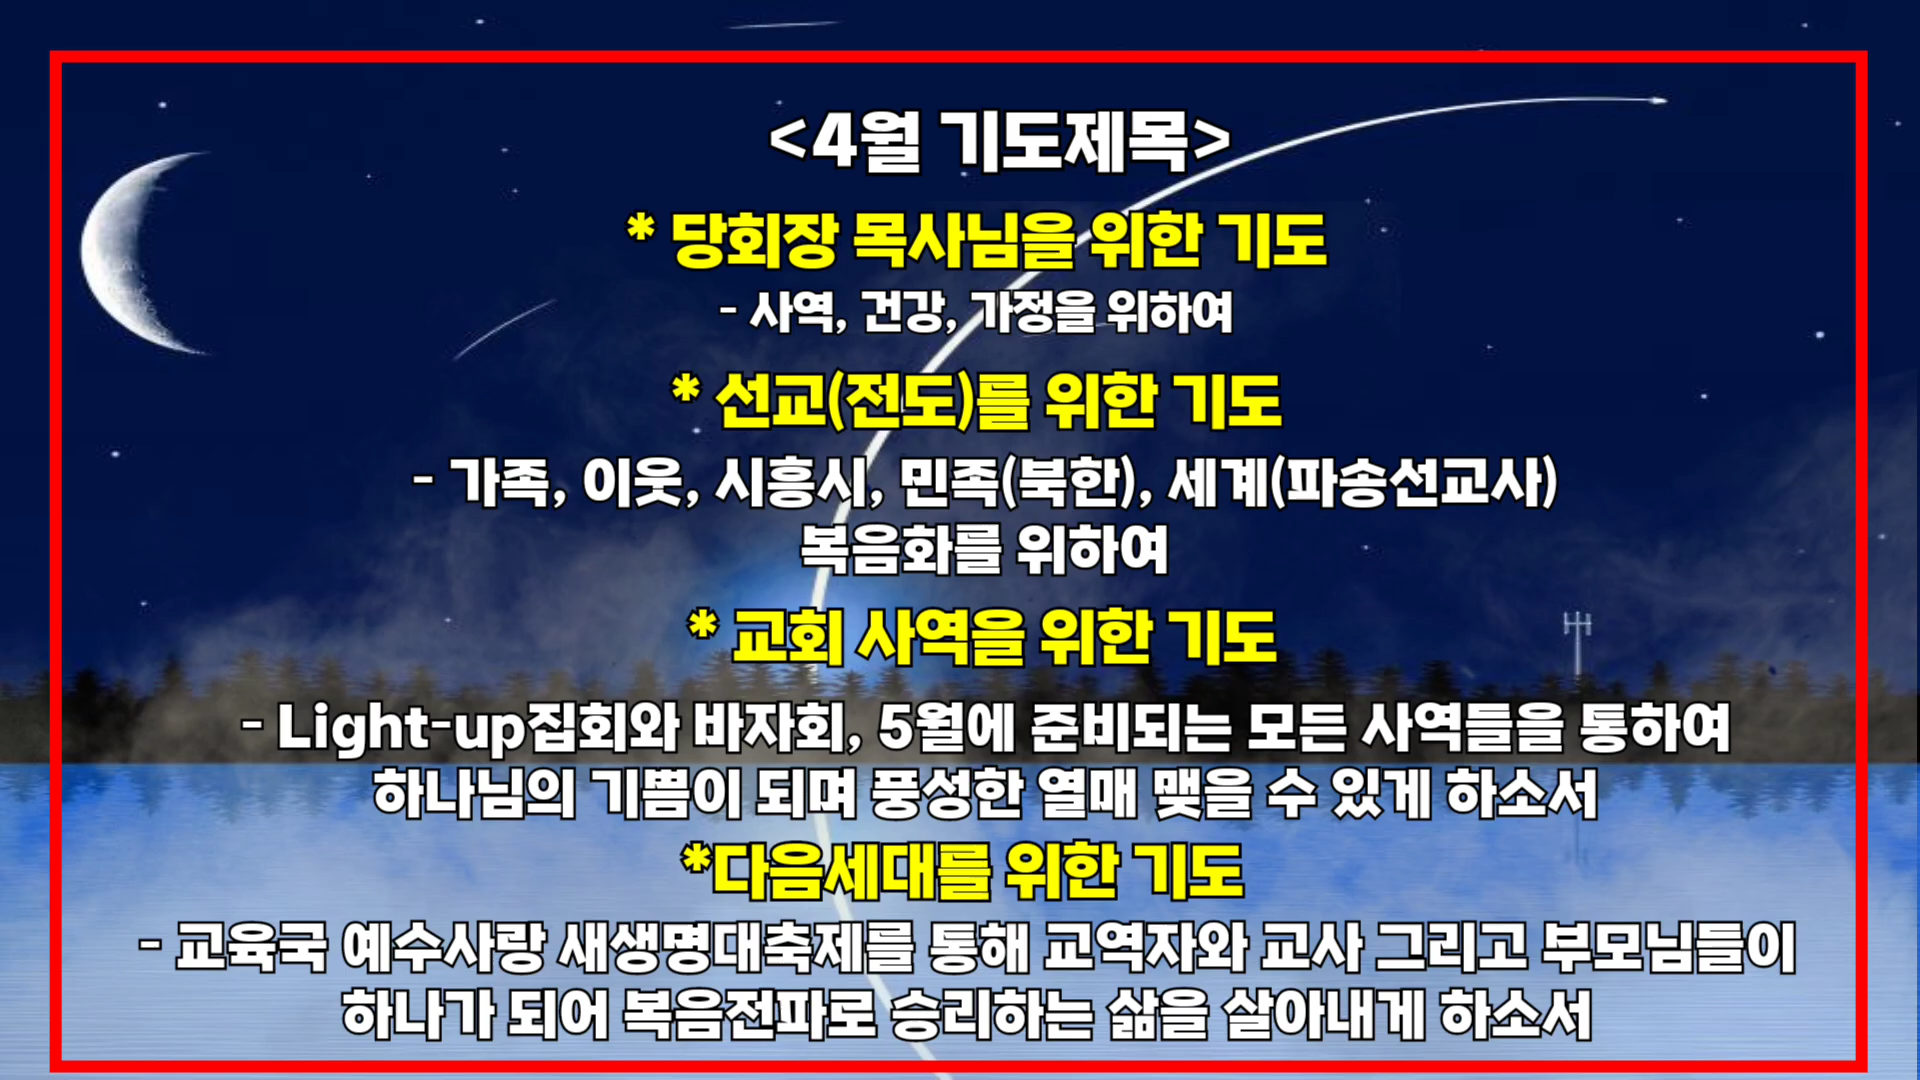 <4월 기도제목>
* 당회장 목사님을 위한 기도
- 사역, 건강, 가정을 위하여
* 선교(전도)를 위한 기도
- 가족, 이웃, 시흥시, 민족(북한), 세계(파송선교사)
복음화를 위하여
* 교회 사역을 위한 기도
- Light-up집회와 바자회, 5월에 준비되는 모든 사역들을 통하여
하나님의 기쁨이 되며 풍성한 열매 맺을 수 있게 하소서
*다음세대를 위한 기도
- 교육국 예수사랑 새생명대축제를 통해 교역자와 교사 그리고 부모님들이
하나가 되어 복음전파로 승리하는 삶을 살아내게 하소서